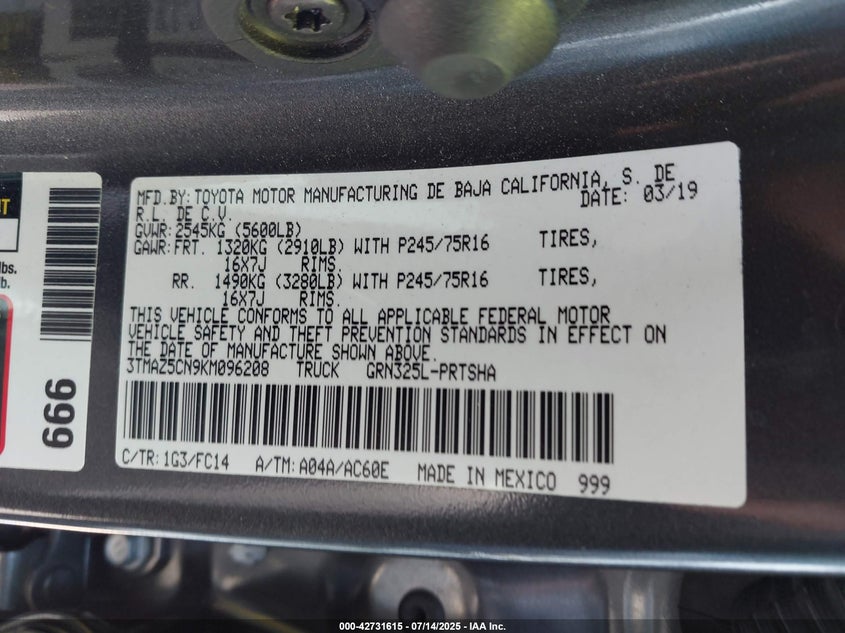 MFD.BY: TOYOTA MOTOR MANUFACTURING DE BAJA CALIFORNIA, S. DE
R.L. DE C.V. DATE: 03/19
GVWR: 2545KG (5600LB)
GAWR: FRT. 1320KG (2910LB) WITH P245/75R16 TIRES,
16X7J RIMS.
RR. 1490KG (3280LB) WITH P245/75R16 TIRES,
16X7J RIMS.
THIS VEHICLE CONFORMS TO ALL APPLICABLE FEDERAL MOTOR
VEHICLE SAFETY AND THEFT PREVENTION STANDARDS IN EFFECT ON
THE DATE OF MANUFACTURE SHOWN ABOVE.
3TMAZ5CN9KM096208 TRUCK GRN325L-PRTSHA
C/TR: 1G3/FC14 A/TM: A04A/AC60E MADE IN MEXICO 999
lbs.
lb.
999
000-42731615 - 07/14/2025 - IAA Inc.